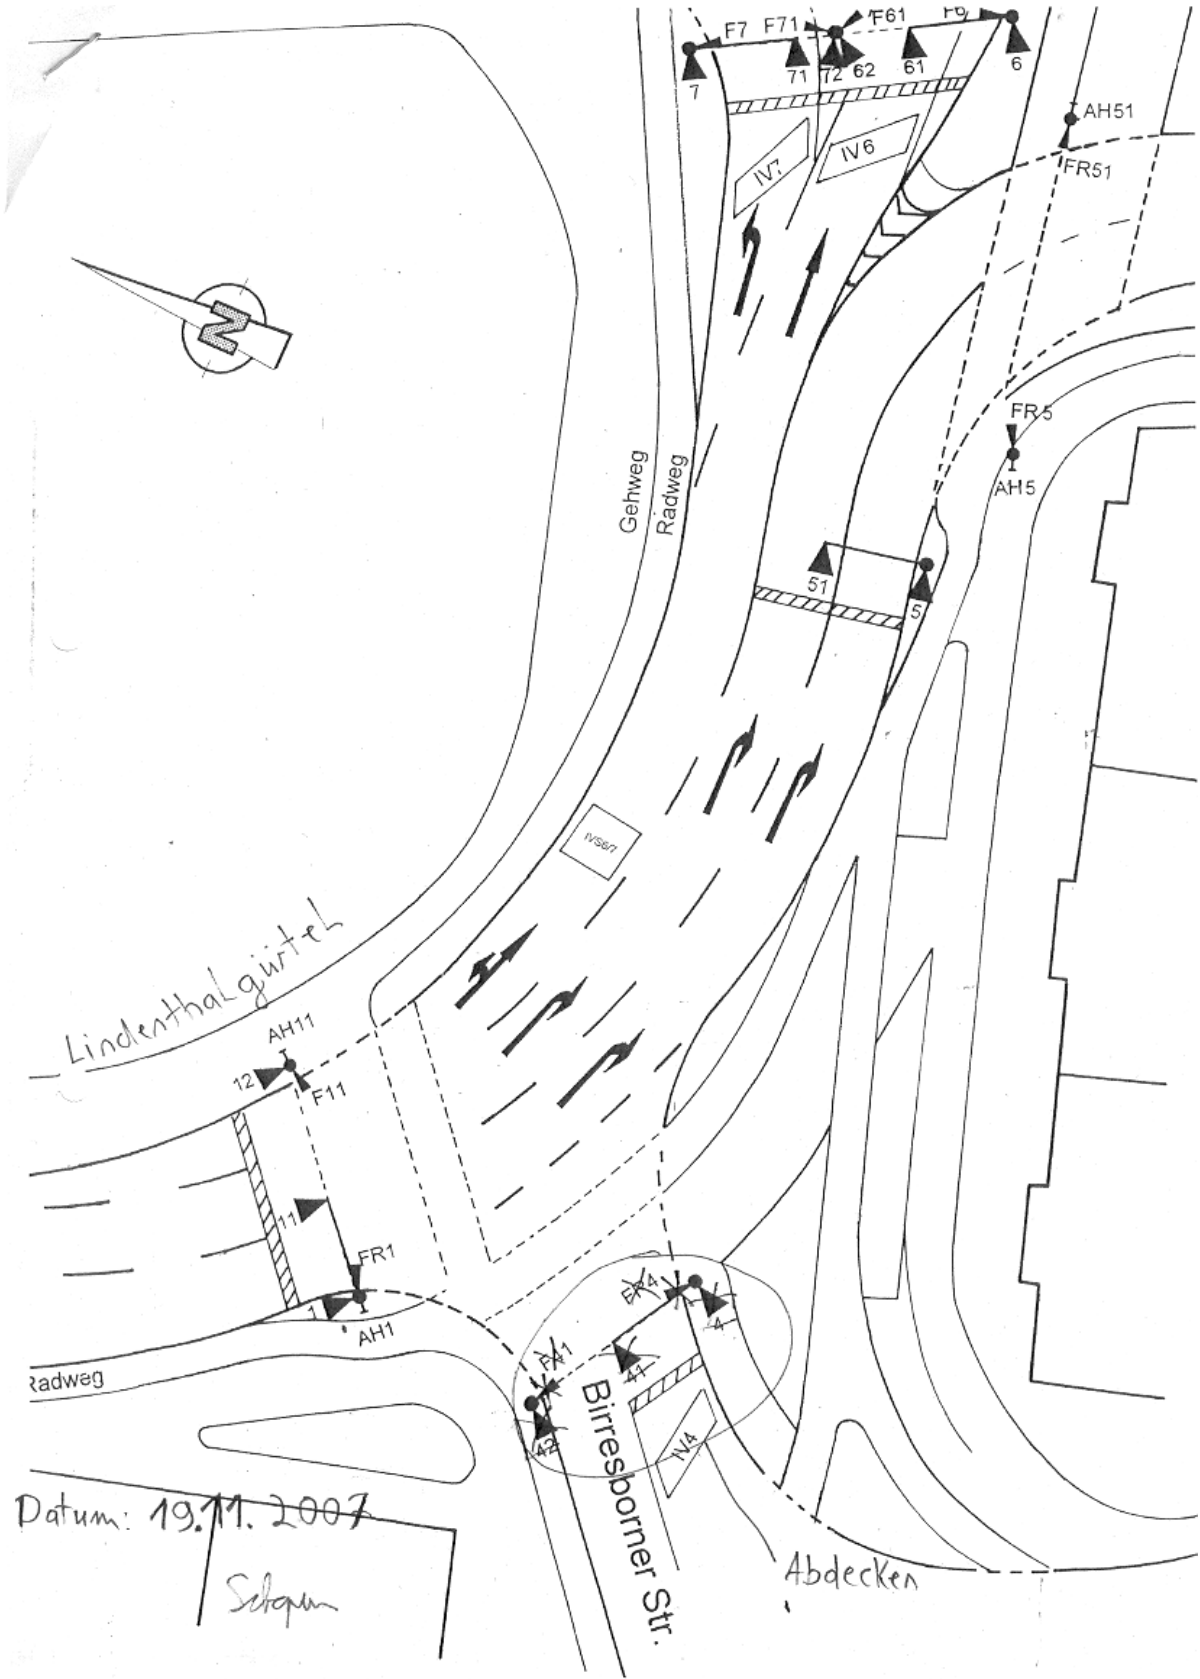 F7
F71
F61
F6
7
71
72
62
61
6
AH51
FR51
IV7
IV6
N
FR5
AH5
Gehweg
Radweg
51
5
IVS6/7
Lindenthalgürtel
AH11
12
F11
11
FR1
1
AH1
4
41
42
Radweg
Birresborner Str.
IV4
Datum: 19.11.2007
Abdecken